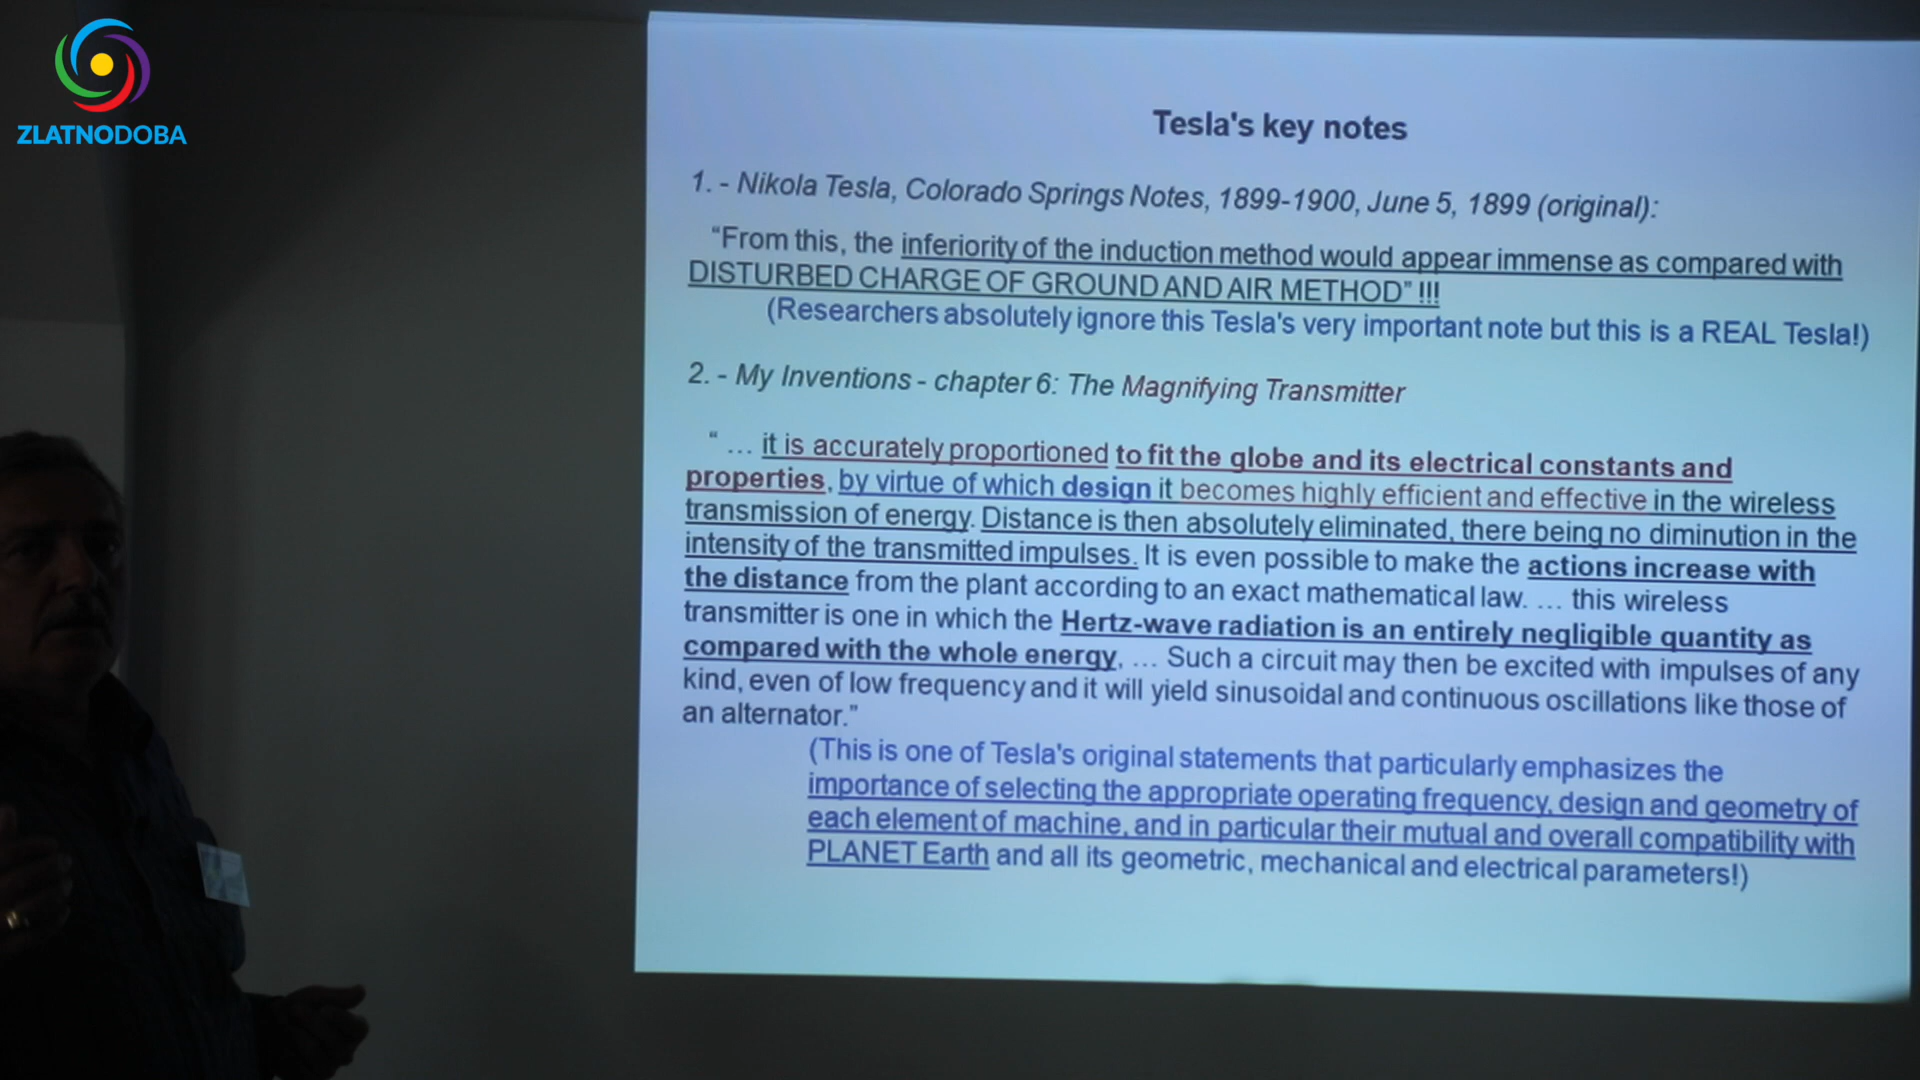 ZLATNODOBA
Tesla's key notes
1. - Nikola Tesla, Colorado Springs Notes, 1899-1900, June 5, 1899 (original):
“From this, the inferiority of the induction method would appear immense as compared with
DISTURBED CHARGE OF GROUND AND AIR METHOD” !!!
(Researchers absolutely ignore this Tesla's very important note but this is a REAL Tesla!)
2. - My Inventions - chapter 6: The Magnifying Transmitter
“ … it is accurately proportioned to fit the globe and its electrical constants and
properties, by virtue of which design it becomes highly efficient and effective in the wireless
transmission of energy. Distance is then absolutely eliminated, there being no diminution in the
intensity of the transmitted impulses. It is even possible to make the actions increase with
the distance from the plant according to an exact mathematical law. … this wireless
transmitter is one in which the Hertz-wave radiation is an entirely negligible quantity as
compared with the whole energy, … Such a circuit may then be excited with impulses of any
kind, even of low frequency and it will yield sinusoidal and continuous oscillations like those of
an alternator.”
(This is one of Tesla's original statements that particularly emphasizes the
importance of selecting the appropriate operating frequency, design and geometry of
each element of machine, and in particular their mutual and overall compatibility with
PLANET Earth and all its geometric, mechanical and electrical parameters!)